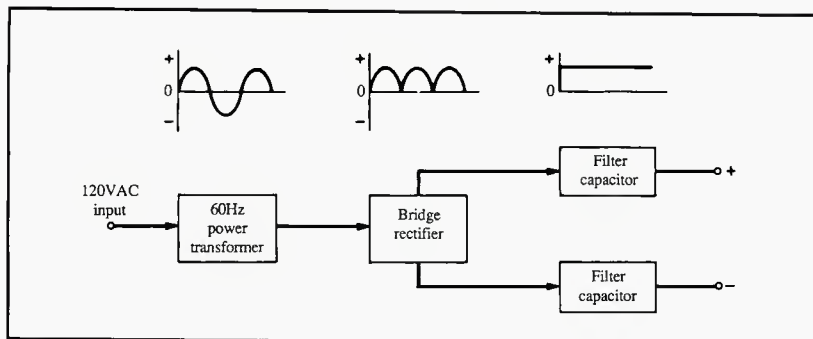 +
0
−
+
0
−
+
0
120VAC
input
60Hz
power
transformer
Bridge
rectifier
Filter
capacitor
+
Filter
capacitor
−